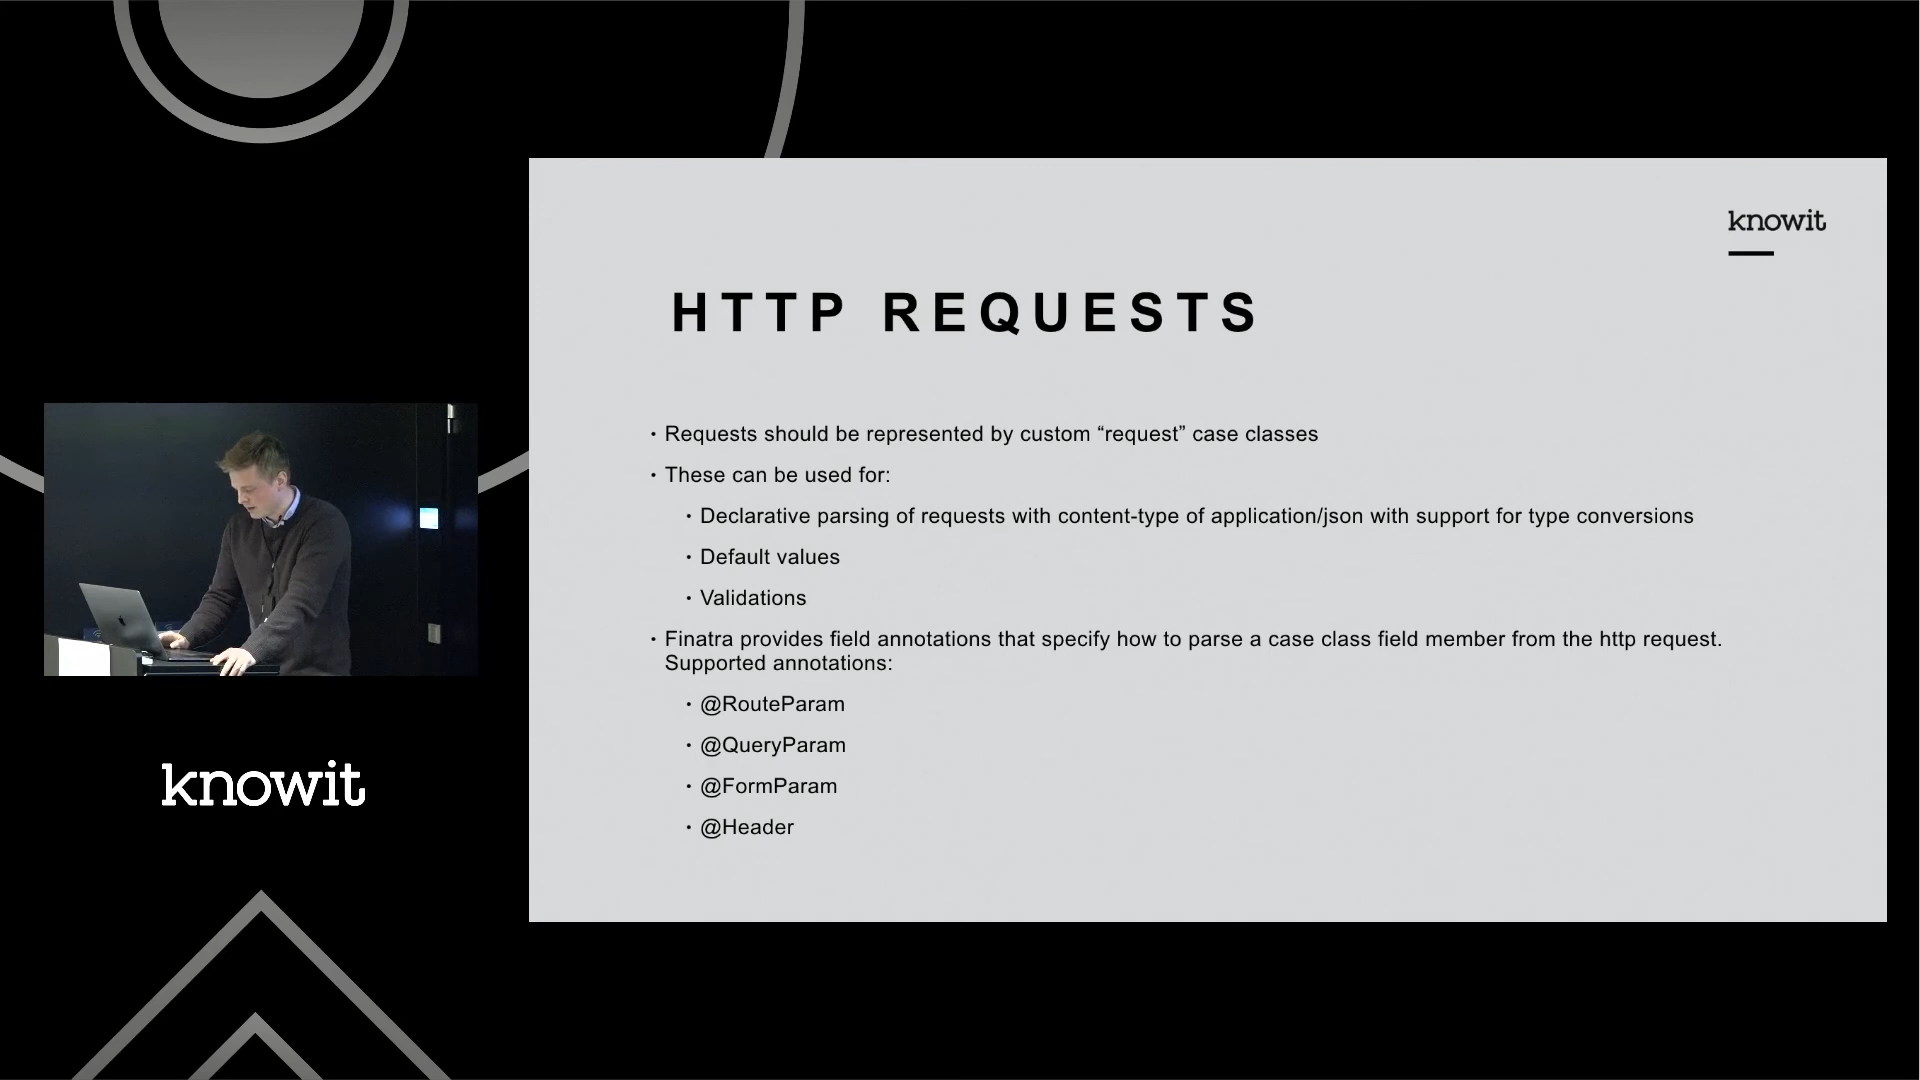 knowit
HTTP REQUESTS
· Requests should be represented by custom “request” case classes
· These can be used for:
· Declarative parsing of requests with content-type of application/json with support for type conversions
· Default values
· Validations
· Finatra provides field annotations that specify how to parse a case class field member from the http request.
Supported annotations:
· @RouteParam
· @QueryParam
· @FormParam
· @Header
knowit